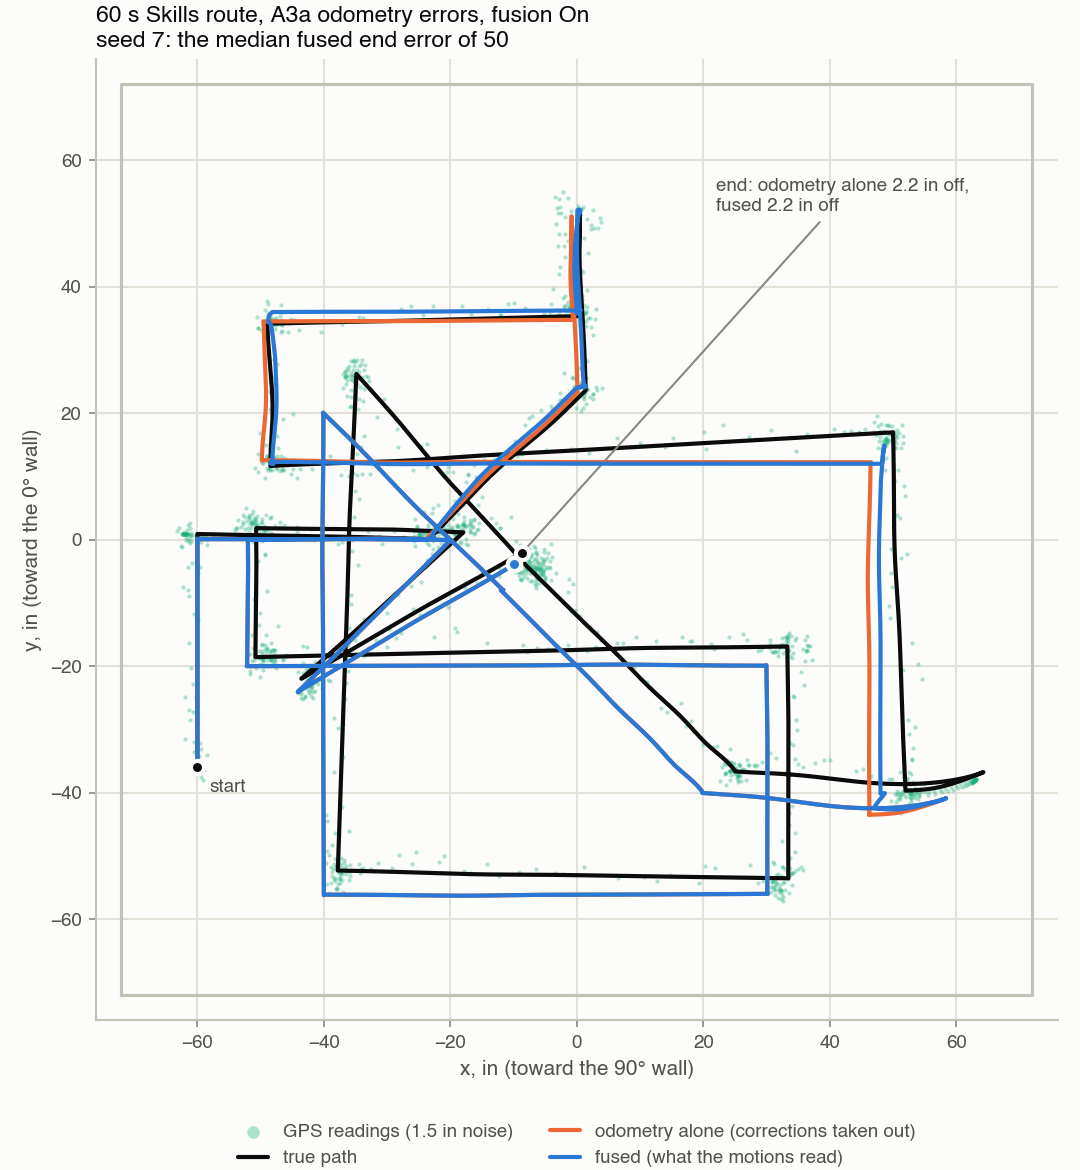 60 s Skills route, A3a odometry errors, fusion On
seed 7: the median fused end error of 50
end: odometry alone 2.2 in off,
fused 2.2 in off
start
60
40
20
0
−20
−40
−60
y, in (toward the 0° wall)
−60
−40
−20
0
20
40
60
x, in (toward the 90° wall)
GPS readings (1.5 in noise)
odometry alone (corrections taken out)
true path
fused (what the motions read)